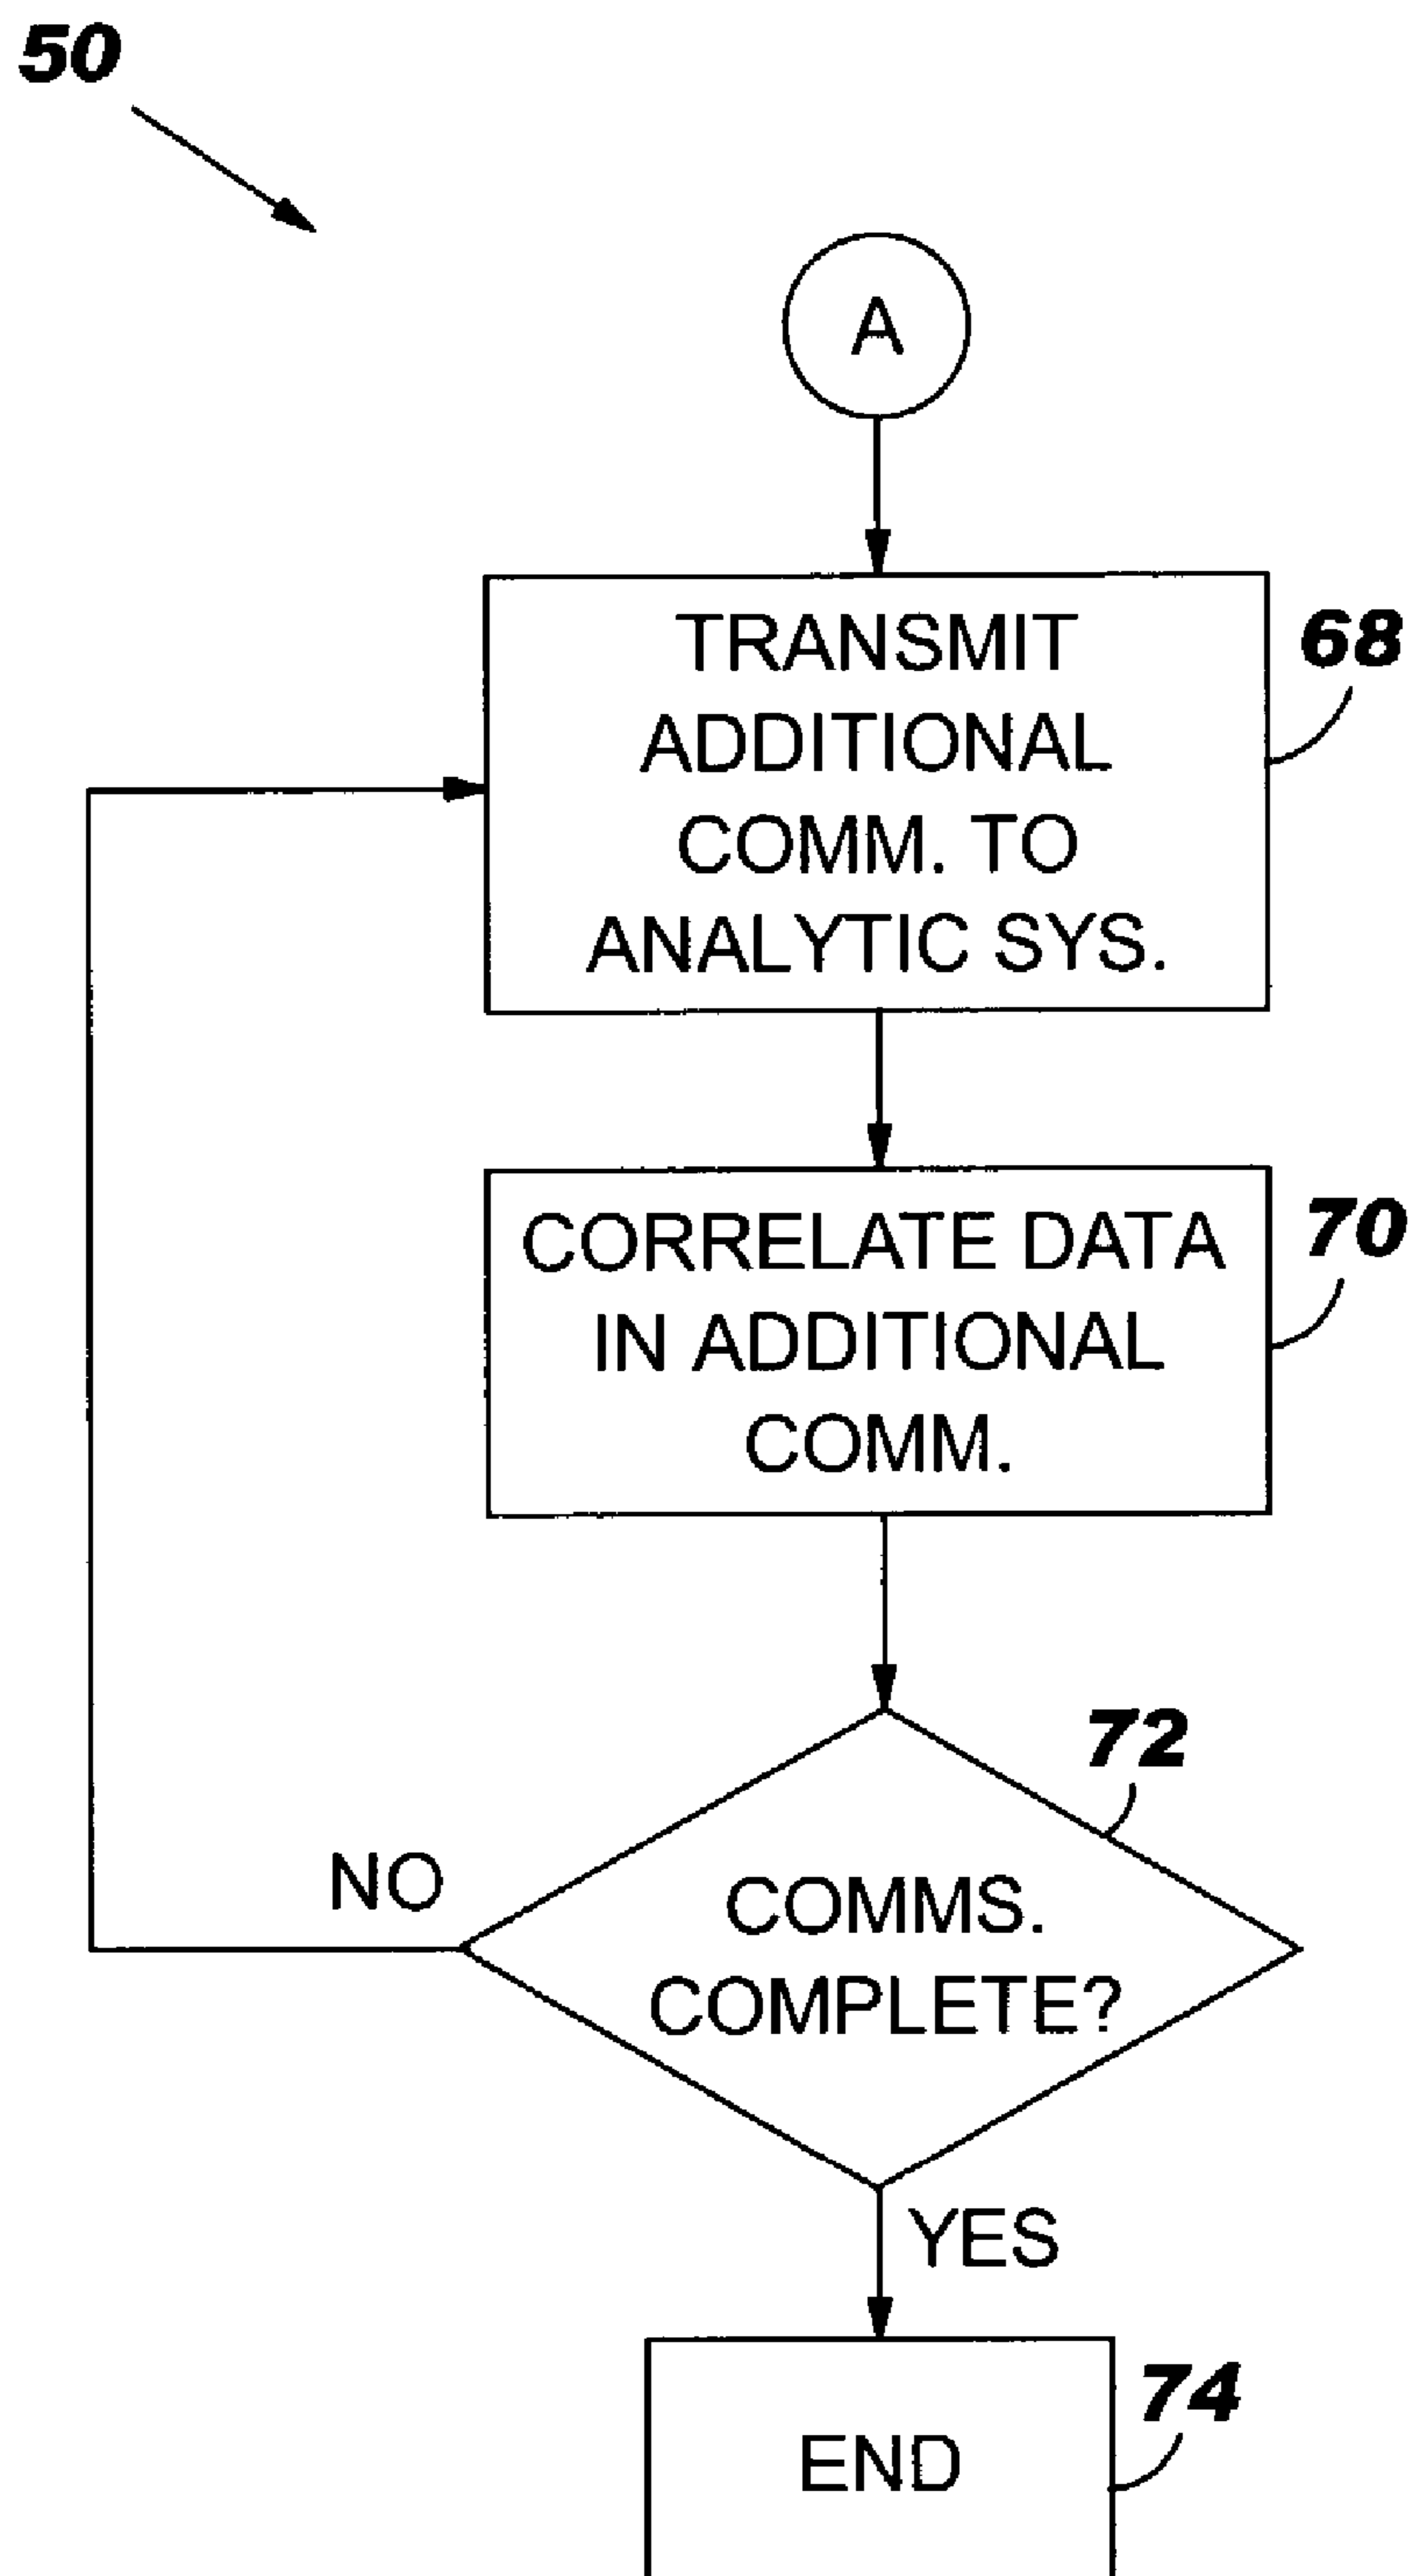 50
A
TRANSMIT
ADDITIONAL
COMM. TO
ANALYTIC SYS.
68
CORRELATE DATA
IN ADDITIONAL
COMM.
70
72
COMMS.
COMPLETE?
NO
YES
END
74